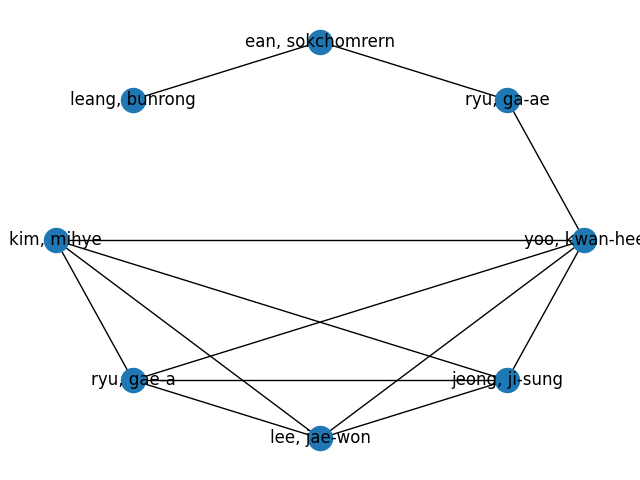 ean, sokchomrern
leang, bunrong
ryu, ga-ae
kim, mihye
yoo, kwan-hee
ryu, gae-a
jeong, ji-sung
lee, jae-won